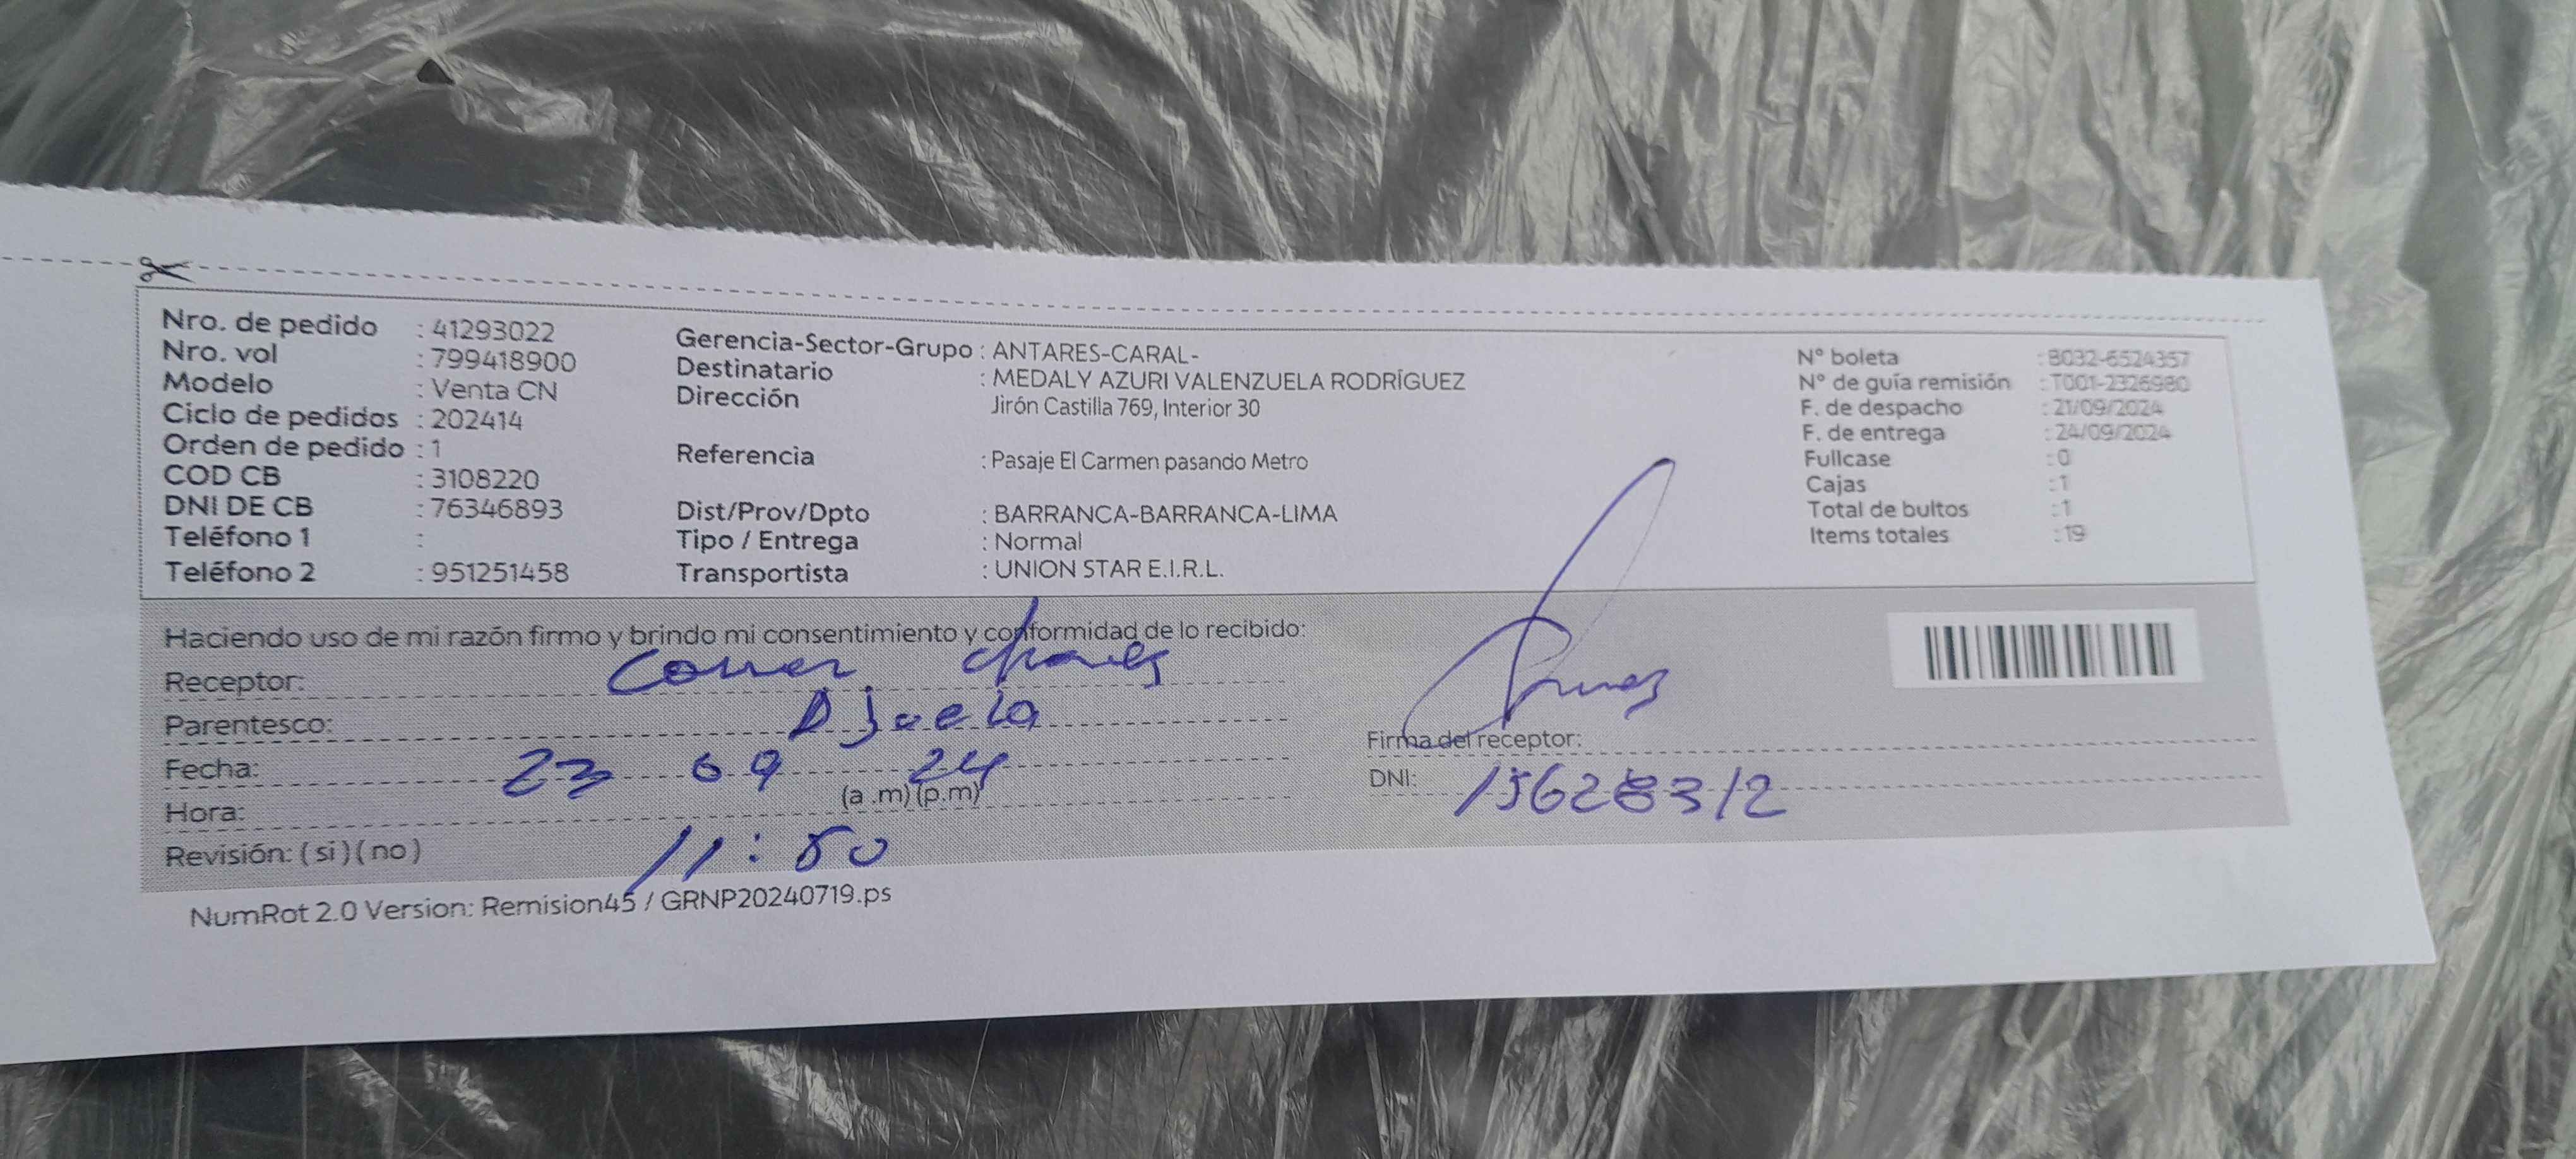 Nro. de pedido : 41293022
Nro. vol : 799418900
Modelo : Venta CN
Ciclo de pedidos : 202414
Orden de pedido : 1
COD CB : 3108220
DNI DE CB : 76346893
Teléfono 1 :
Teléfono 2 : 951251458
Gerencia-Sector-Grupo : ANTARES-CARAL-
Destinatario : MEDALY AZURI VALENZUELA RODRÍGUEZ
Dirección Jirón Castilla 769, Interior 30
Referencia : Pasaje El Carmen pasando Metro
Dist/Prov/Dpto : BARRANCA-BARRANCA-LIMA
Tipo / Entrega : Normal
Transportista : UNION STAR E.I.R.L.
N° boleta : B032-6524357
N° de guía remisión : T001-2326980
F. de despacho : 21/09/2024
F. de entrega : 24/09/2024
Fullcase : 0
Cajas : 1
Total de bultos : 1
Items totales : 19
Haciendo uso de mi razón firmo y brindo mi consentimiento y conformidad de lo recibido:
Receptor:
Parentesco:
Fecha: 23 09 24
Hora: (a .m) (p.m)
11:50
Revisión: ( si ) ( no )
Firma del receptor:
DNI: 15628312
NumRot 2.0 Version: Remision45 / GRNP20240719.ps